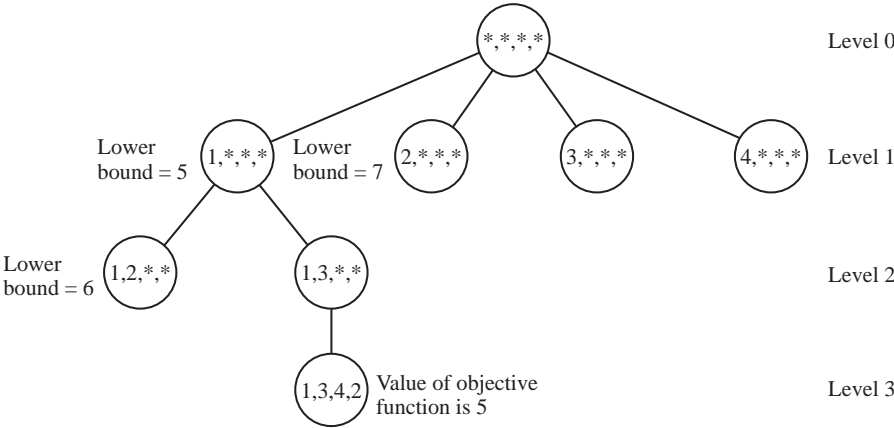 *,*,*,*
Level 0
Lower
bound = 5
1,*,*,*
Lower
bound = 7
2,*,*,*
3,*,*,*
4,*,*,*
Level 1
Lower
bound = 6
1,2,*,*
1,3,*,*
Level 2
1,3,4,2
Value of objective
function is 5
Level 3